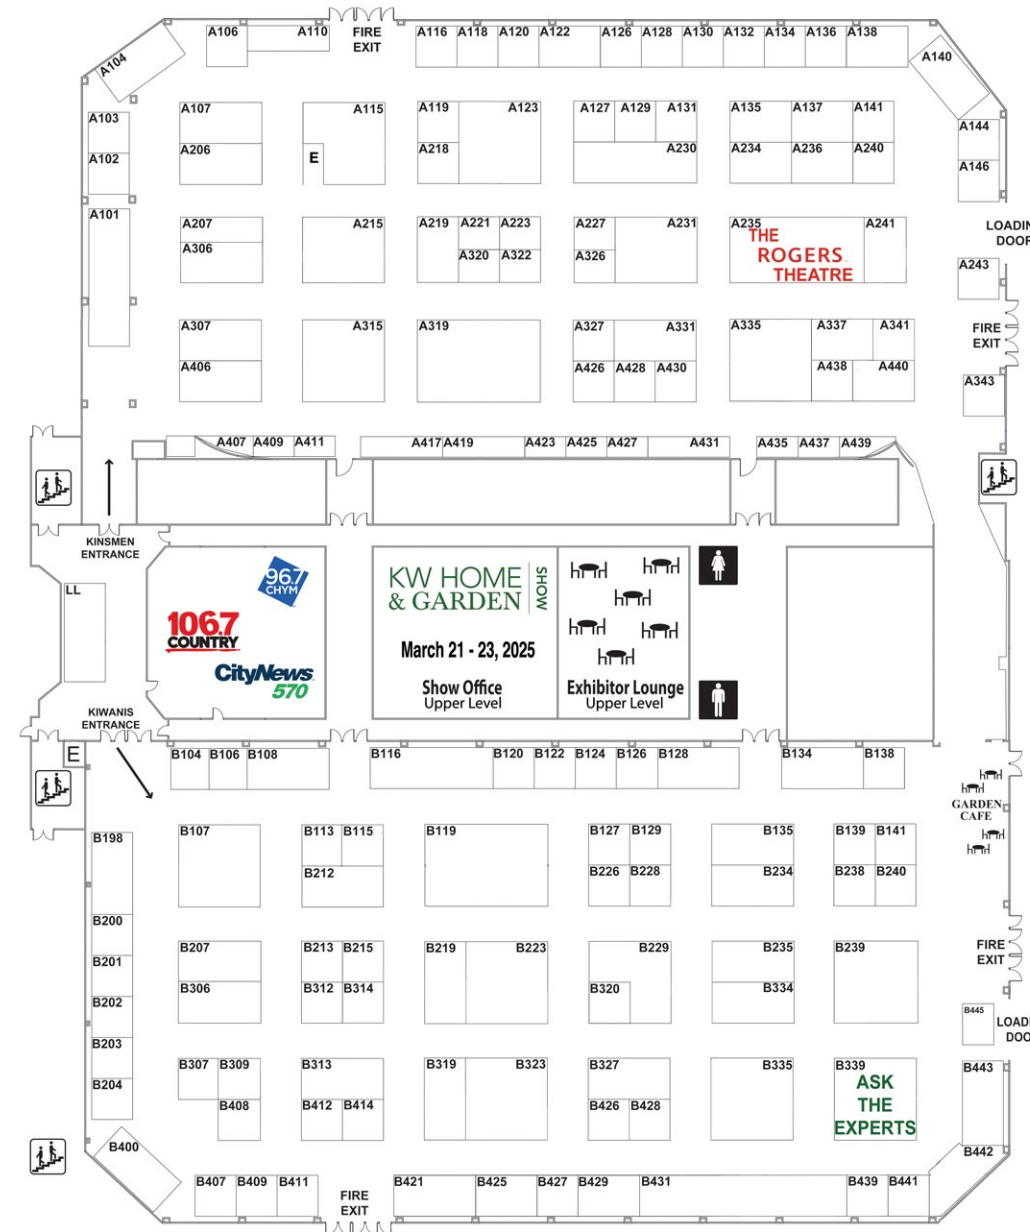 A106
A110
FIRE
EXIT
A116
A118
A120
A122
A126
A128
A130
A132
A134
A136
A138
A104
A140
A103
A107
A115
A119
A123
A127
A129
A131
A135
A137
A141
A144
A102
A206
E
A218
A230
A234
A236
A240
A146
A101
A207
A215
A219
A221
A223
A227
A231
A235
A241
THE
ROGERS
THEATRE
LOADIN
DOOR
A306
A320
A322
A326
A243
A307
A315
A319
A327
A331
A335
A337
A341
FIRE
EXIT
A406
A426
A428
A430
A438
A440
A343
A407
A409
A411
A417
A419
A423
A425
A427
A431
A435
A437
A439
KINSMEN
ENTRANCE
LL
96.7
CHYM
106.7
COUNTRY
CityNews
570
KW HOME
& GARDEN
SHOW
March 21 - 23, 2025
Show Office
Upper Level
Exhibitor Lounge
Upper Level
KIWANIS
ENTRANCE
E
B104
B106
B108
B116
B120
B122
B124
B126
B128
B134
B138
GARDEN
CAFE
B198
B107
B113
B115
B119
B127
B129
B135
B139
B141
B212
B226
B228
B234
B238
B240
B200
B207
B213
B215
B219
B223
B229
B235
B239
FIRE
EXIT
B201
B306
B312
B314
B320
B334
B202
B445
LOADI
DOO
B203
B307
B309
B313
B319
B323
B327
B335
B339
ASK
THE
EXPERTS
B443
B204
B408
B412
B414
B426
B428
B400
B442
B407
B409
B411
FIRE
EXIT
B421
B425
B427
B429
B431
B439
B441